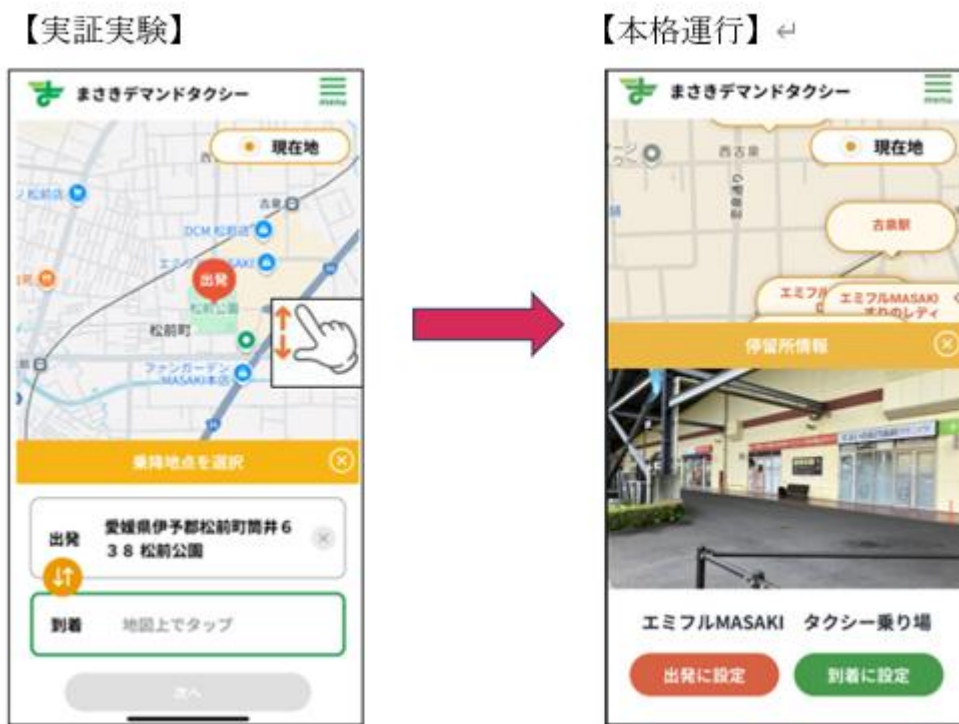 【実証実験】
まさきデマンドタクシー
menu
現在地
古泉
DCM 松前店
出発
松前公園
松前町
ファンガーデン
MASAKI本店
乗降地点を選択
出発
愛媛県伊予郡松前町筒井6
38 松前公園
到着
地図上でタップ
次へ
【本格運行】
まさきデマンドタクシー
menu
西古泉
現在地
古泉駅
エミフル
エミフルMASAKI
停留所情報
エミフルMASAKI タクシー乗り場
出発に設定
到着に設定